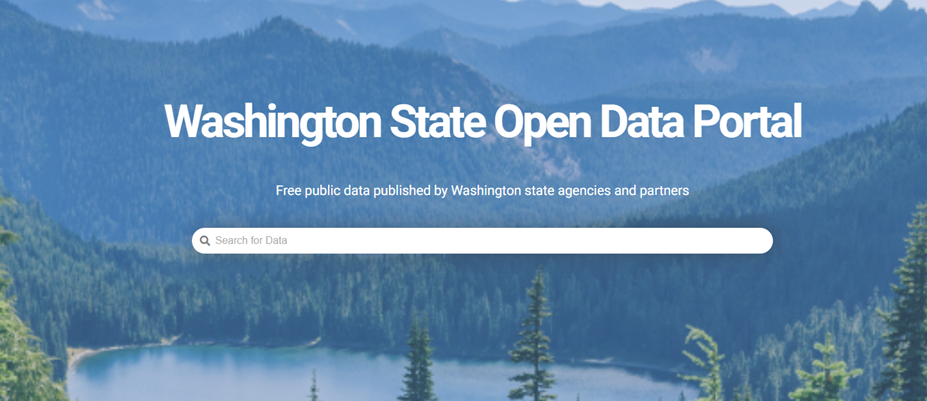 Washington State Open Data Portal
Free public data published by Washington state agencies and partners
Search for Data